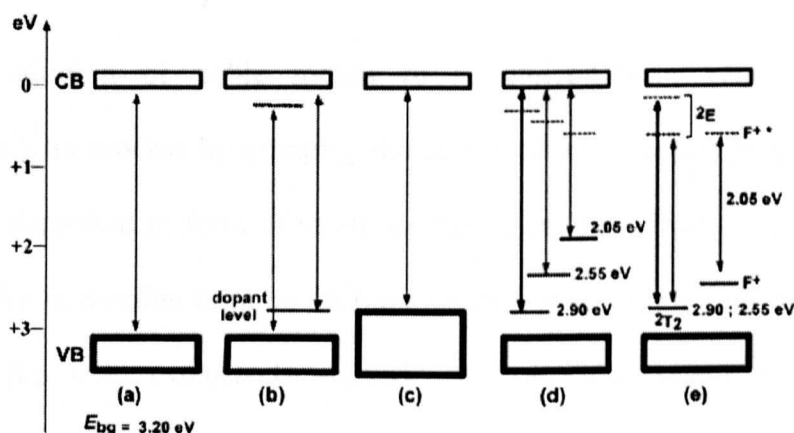 eV
CB
0
+1
+2
+3
VB
dopant
level
2.05 eV
2.55 eV
2.90 eV
2E
F+ *
2.05 eV
F+
2T2
2.90 ; 2.55 eV
(a)
(b)
(c)
(d)
(e)
Ebg = 3.20 eV